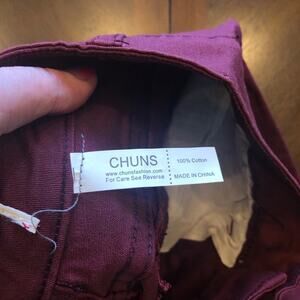 CHUNS
www.chunsfashion.com
For Care See Reverse
100% Cotton
MADE IN CHINA